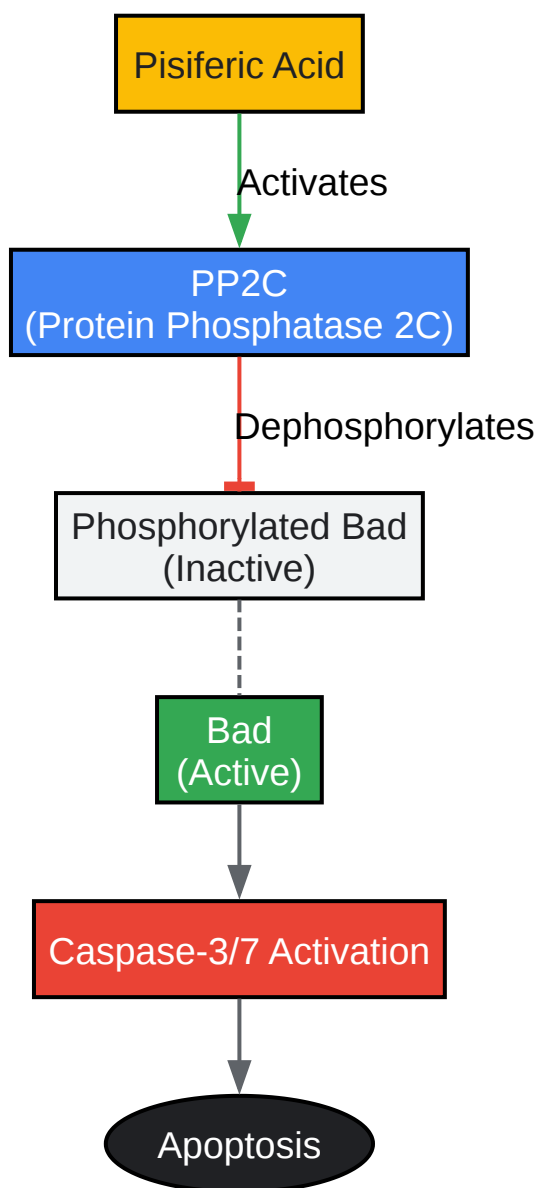 Pisiferic Acid
Activates
PP2C
(Protein Phosphatase 2C)
Dephosphorylates
Phosphorylated Bad
(Inactive)
Bad
(Active)
Caspase-3/7 Activation
Apoptosis